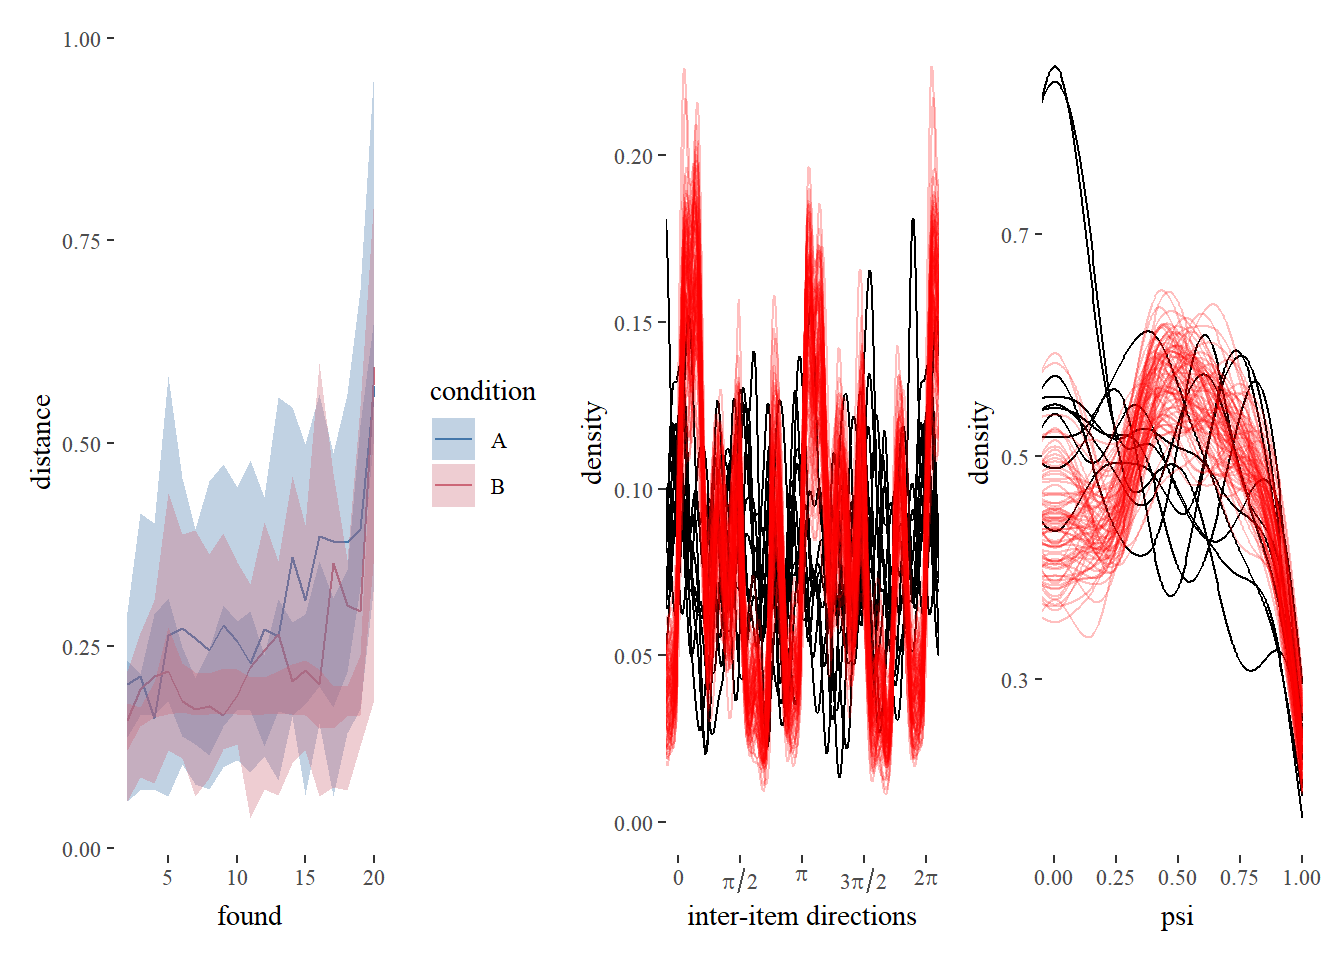 1.00
0.75
0.50
0.25
0.00
distance
5 10 15 20
found
condition
A
B
0.20
0.15
0.10
0.05
0.00
density
0 π/2 π 3π/2 2π
inter-item directions
0.7
0.5
0.3
density
0.00 0.25 0.50 0.75 1.00
psi